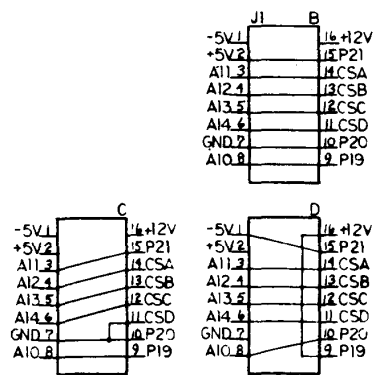 J1 B
-5V 1 16 +12V
+5V 2 15 P21
A11 3 14 CSA
A12 4 13 CSB
A13 5 12 CSC
A14 6 11 CSD
GND 7 10 P20
A10 8 9 P19
C
-5V 1 16 +12V
+5V 2 15 P21
A11 3 14 CSA
A12 4 13 CSB
A13 5 12 CSC
A14 6 11 CSD
GND 7 10 P20
A10 8 9 P19
D
-5V 1 16 +12V
+5V 2 15 P21
A11 3 14 CSA
A12 4 13 CSB
A13 5 12 CSC
A14 6 11 CSD
GND 7 10 P20
A10 8 9 P19